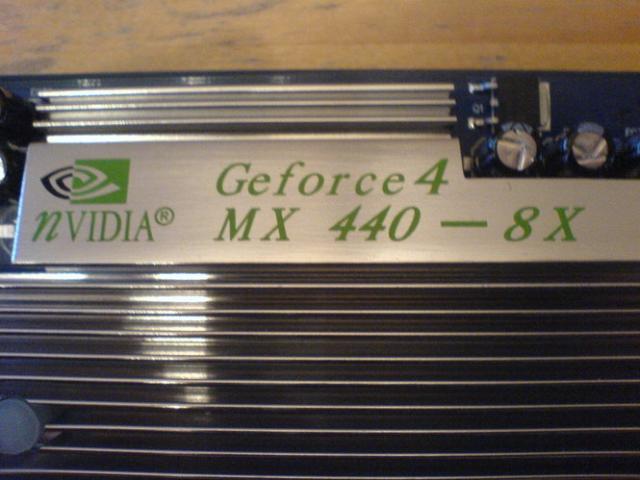 nVIDIA®
Geforce4
MX 440 — 8X